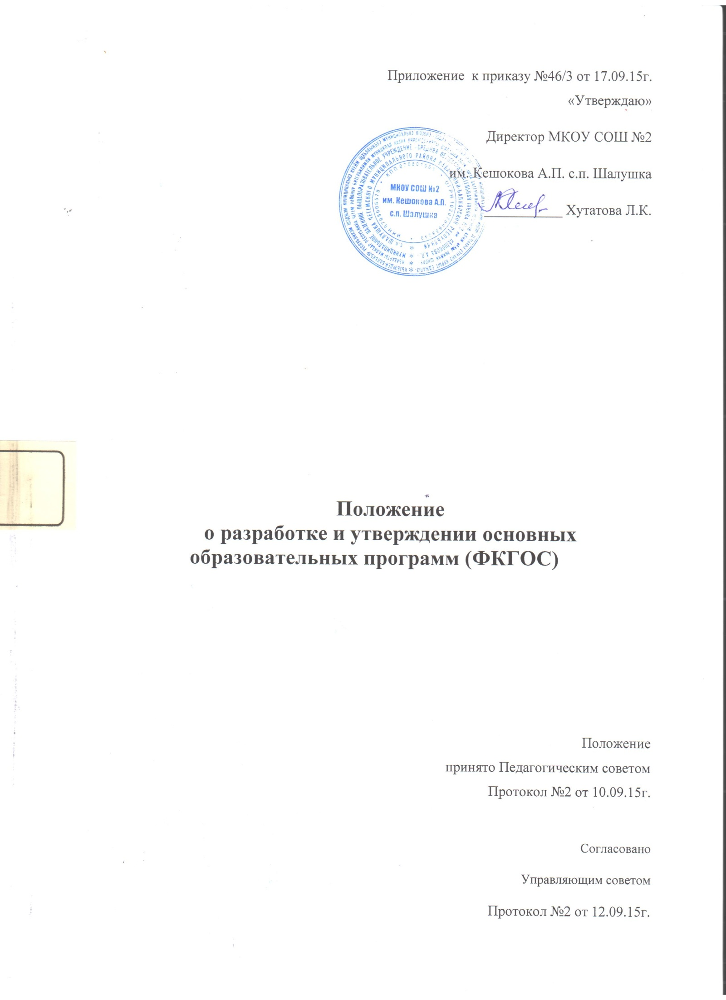 Приложение  к приказу №46/3 от 17.09.15г.
«Утверждаю»
Директор МКОУ СОШ №2
им. Кешокова А.П. с.п. Шалушка
____________ Хутатова Л.К.
МКОУ СОШ №2
им. Кешокова А.П.
с.п. Шалушка
Положение
о разработке и утверждении основных
образовательных программ (ФКГОС)
Положение
принято Педагогическим советом
Протокол №2 от 10.09.15г.
Согласовано
Управляющим советом
Протокол №2 от 12.09.15г.